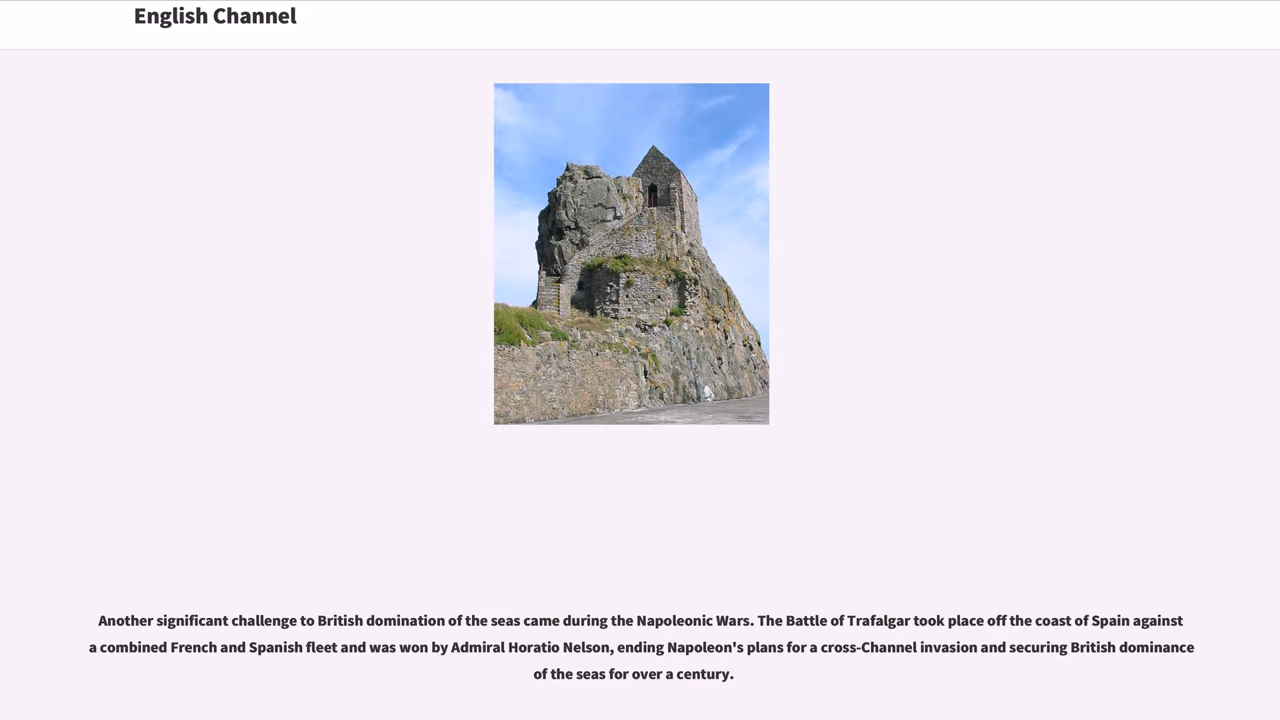 English Channel
Another significant challenge to British domination of the seas came during the Napoleonic Wars. The Battle of Trafalgar took place off the coast of Spain against
a combined French and Spanish fleet and was won by Admiral Horatio Nelson, ending Napoleon's plans for a cross-Channel invasion and securing British dominance
of the seas for over a century.